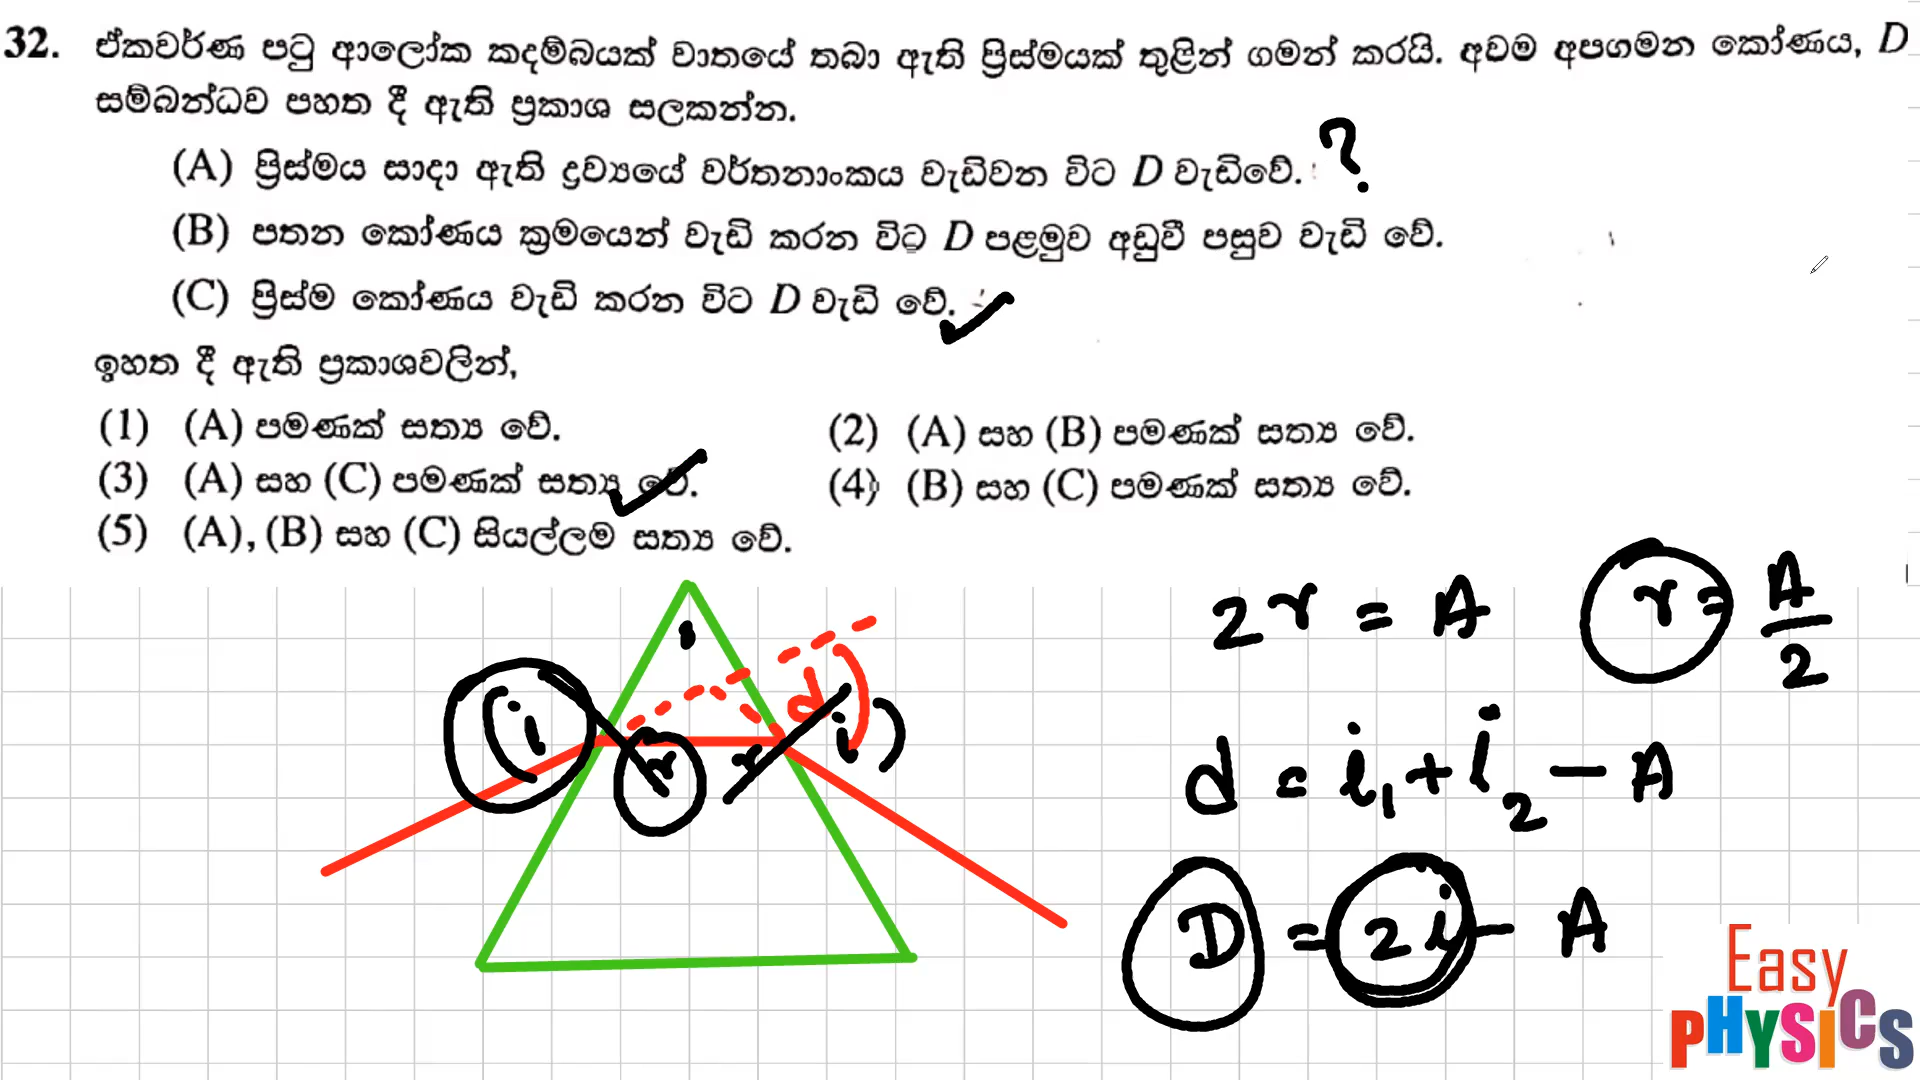 32. ඒකවර්ණ පටු ආලෝක කදම්බයක් වාතයේ තබා ඇති ප්‍රිස්මයක් තුළින් ගමන් කරයි. අවම අපගමන කෝණය, D
සම්බන්ධව පහත දී ඇති ප්‍රකාශ සලකන්න.
(A) ප්‍රිස්මය සාදා ඇති ද්‍රව්‍යයේ වර්තනාංකය වැඩිවන විට D වැඩිවේ. ?
(B) පතන කෝණය ක්‍රමයෙන් වැඩි කරන විට D පළමුව අඩුවී පසුව වැඩි වේ.
(C) ප්‍රිස්ම කෝණය වැඩි කරන විට D වැඩි වේ. ✓
ඉහත දී ඇති ප්‍රකාශවලින්,
(1) (A) පමණක් සත්‍ය වේ.
(2) (A) සහ (B) පමණක් සත්‍ය වේ.
(3) (A) සහ (C) පමණක් සත්‍ය වේ. ✓
(4) (B) සහ (C) පමණක් සත්‍ය වේ.
(5) (A), (B) සහ (C) සියල්ලම සත්‍ය වේ.
2r = A
r = A/2
i r r d i
d = i₁ + i₂ - A
D = 2i - A
Easy
PHYSICS